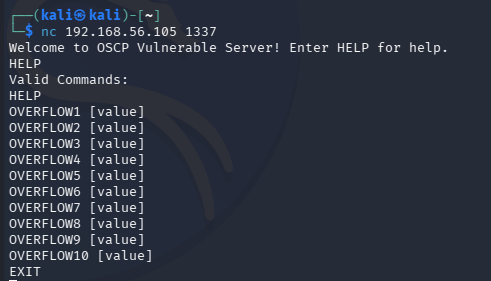 ┌──(kali㉿kali)-[~]
└─$ nc 192.168.56.105 1337
Welcome to OSCP Vulnerable Server! Enter HELP for help.
HELP
Valid Commands:
HELP
OVERFLOW1 [value]
OVERFLOW2 [value]
OVERFLOW3 [value]
OVERFLOW4 [value]
OVERFLOW5 [value]
OVERFLOW6 [value]
OVERFLOW7 [value]
OVERFLOW8 [value]
OVERFLOW9 [value]
OVERFLOW10 [value]
EXIT